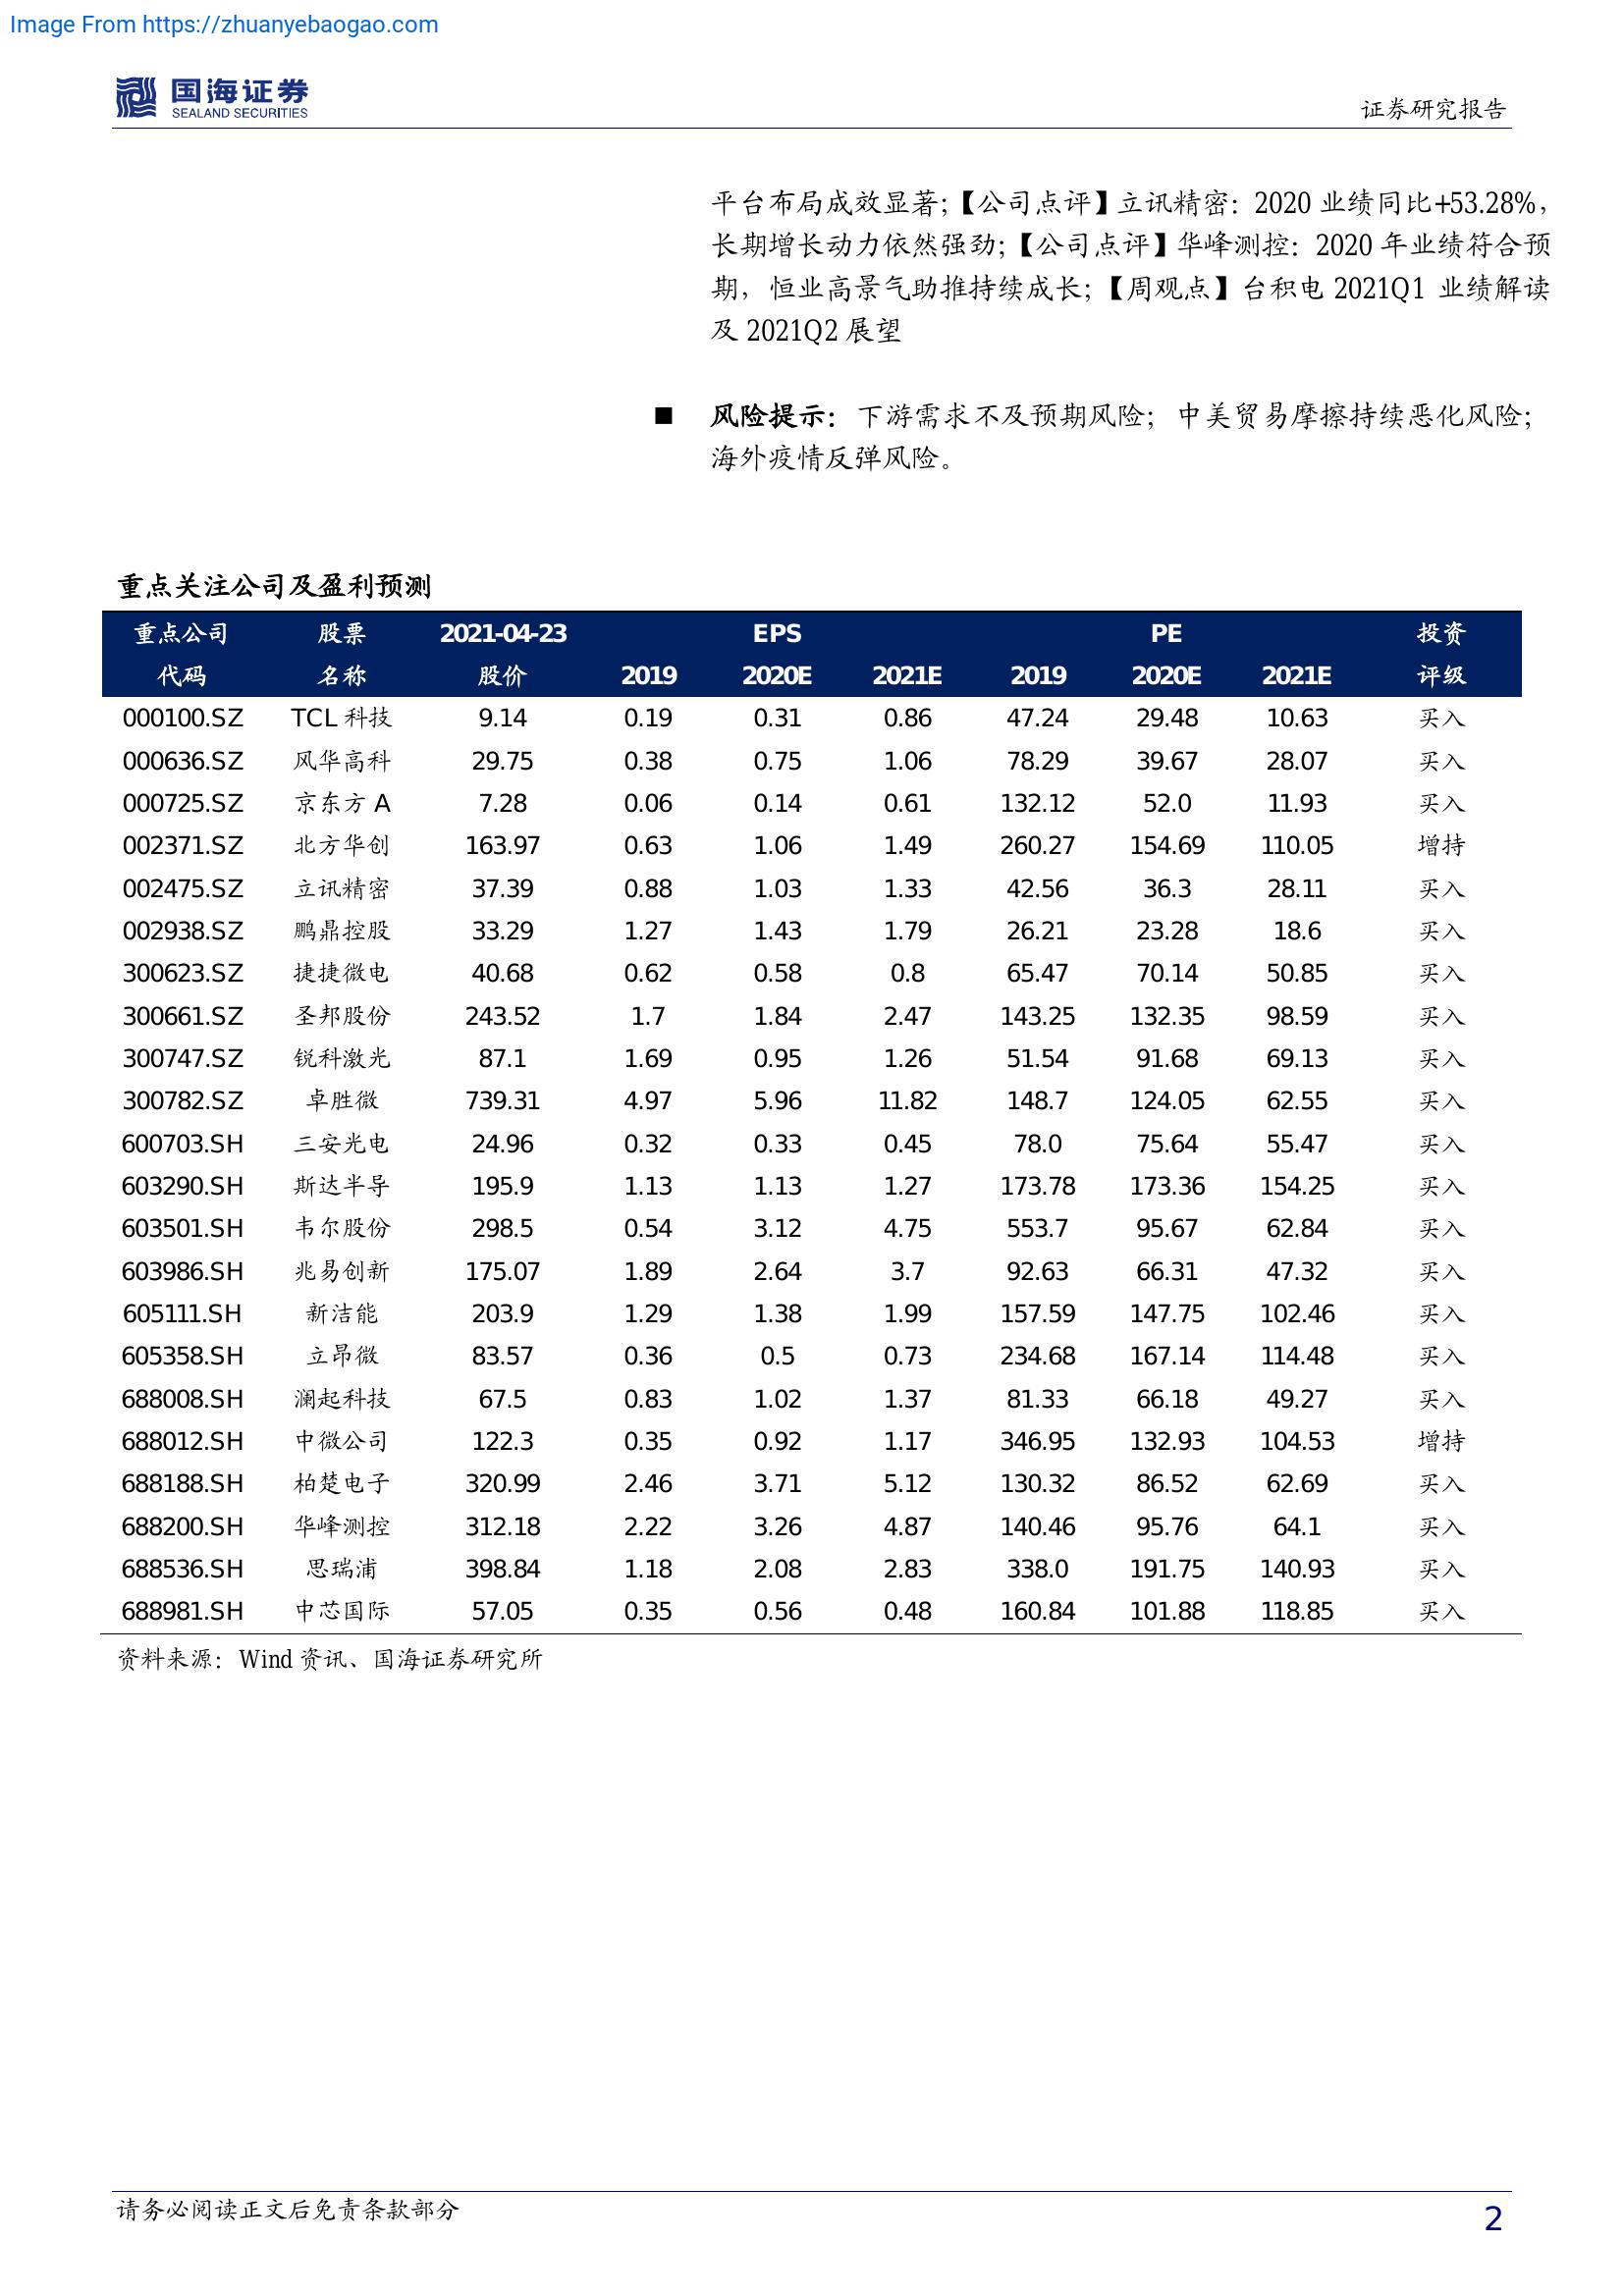 Image From https://zhuanyebaogao.com
国海证券
SEALAND SECURITIES
证券研究报告
平台布局成效显著；【公司点评】立讯精密：2020 业绩同比+53.28%，
长期增长动力依然强劲；【公司点评】华峰测控：2020 年业绩符合预
期，恒业高景气助推持续成长；【周观点】台积电 2021Q1 业绩解读
及 2021Q2 展望
■ 风险提示：下游需求不及预期风险；中美贸易摩擦持续恶化风险；
海外疫情反弹风险。
重点关注公司及盈利预测
重点公司 股票 2021-04-23 EPS PE 投资
代码 名称 股价 2019 2020E 2021E 2019 2020E 2021E 评级
000100.SZ TCL 科技 9.14 0.19 0.31 0.86 47.24 29.48 10.63 买入
000636.SZ 风华高科 29.75 0.38 0.75 1.06 78.29 39.67 28.07 买入
000725.SZ 京东方 A 7.28 0.06 0.14 0.61 132.12 52.0 11.93 买入
002371.SZ 北方华创 163.97 0.63 1.06 1.49 260.27 154.69 110.05 增持
002475.SZ 立讯精密 37.39 0.88 1.03 1.33 42.56 36.3 28.11 买入
002938.SZ 鹏鼎控股 33.29 1.27 1.43 1.79 26.21 23.28 18.6 买入
300623.SZ 捷捷微电 40.68 0.62 0.58 0.8 65.47 70.14 50.85 买入
300661.SZ 圣邦股份 243.52 1.7 1.84 2.47 143.25 132.35 98.59 买入
300747.SZ 锐科激光 87.1 1.69 0.95 1.26 51.54 91.68 69.13 买入
300782.SZ 卓胜微 739.31 4.97 5.96 11.82 148.7 124.05 62.55 买入
600703.SH 三安光电 24.96 0.32 0.33 0.45 78.0 75.64 55.47 买入
603290.SH 斯达半导 195.9 1.13 1.13 1.27 173.78 173.36 154.25 买入
603501.SH 韦尔股份 298.5 0.54 3.12 4.75 553.7 95.67 62.84 买入
603986.SH 兆易创新 175.07 1.89 2.64 3.7 92.63 66.31 47.32 买入
605111.SH 新洁能 203.9 1.29 1.38 1.99 157.59 147.75 102.46 买入
605358.SH 立昂微 83.57 0.36 0.5 0.73 234.68 167.14 114.48 买入
688008.SH 澜起科技 67.5 0.83 1.02 1.37 81.33 66.18 49.27 买入
688012.SH 中微公司 122.3 0.35 0.92 1.17 346.95 132.93 104.53 增持
688188.SH 柏楚电子 320.99 2.46 3.71 5.12 130.32 86.52 62.69 买入
688200.SH 华峰测控 312.18 2.22 3.26 4.87 140.46 95.76 64.1 买入
688536.SH 思瑞浦 398.84 1.18 2.08 2.83 338.0 191.75 140.93 买入
688981.SH 中芯国际 57.05 0.35 0.56 0.48 160.84 101.88 118.85 买入
资料来源：Wind 资讯、国海证券研究所
请务必阅读正文后免责条款部分
2